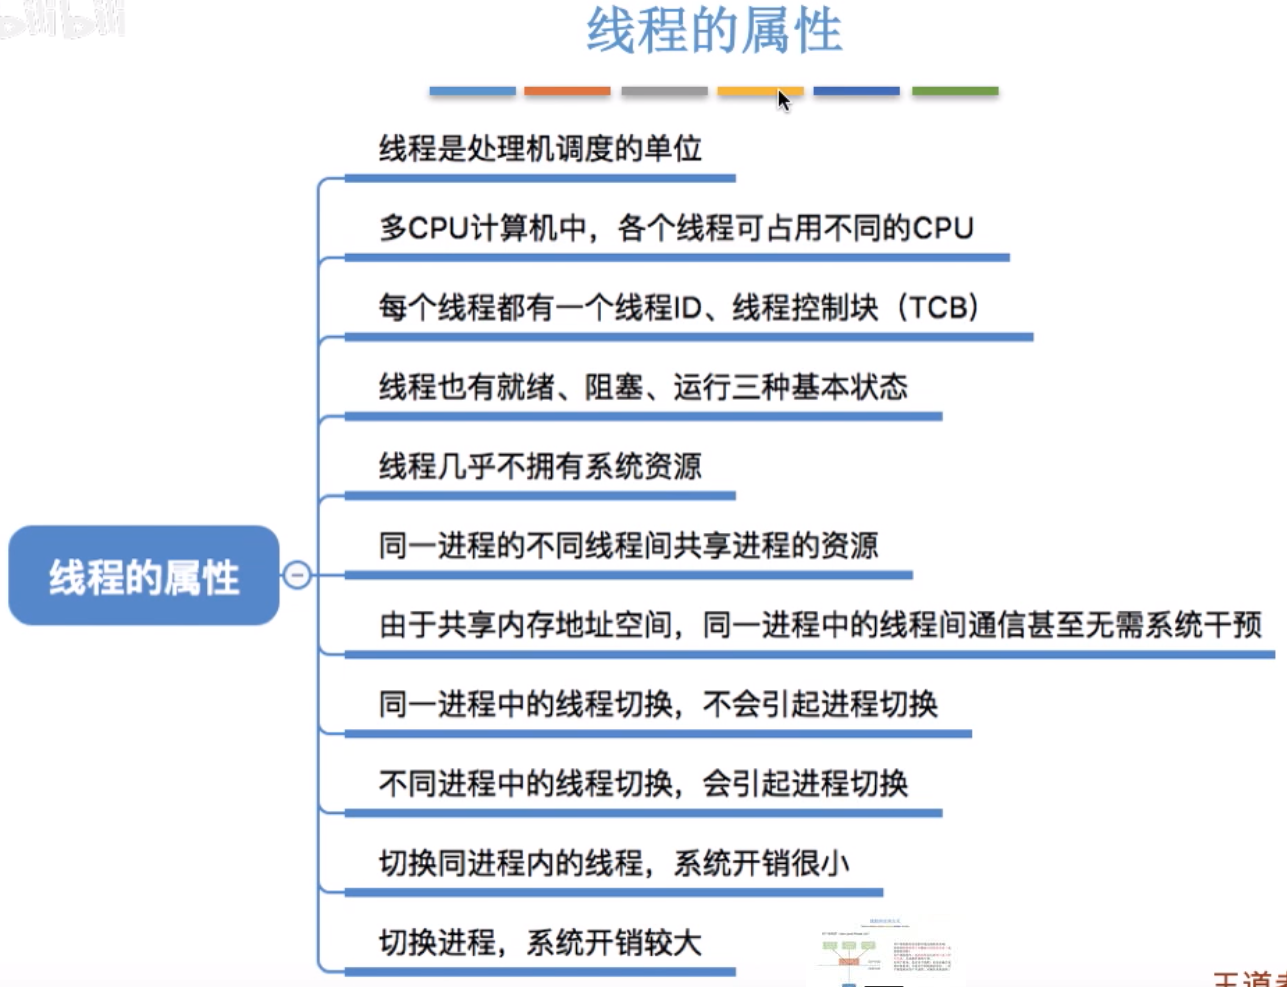 线程的属性
线程是处理机调度的单位
多CPU计算机中，各个线程可占用不同的CPU
每个线程都有一个线程ID、线程控制块（TCB）
线程也有就绪、阻塞、运行三种基本状态
线程几乎不拥有系统资源
同一进程的不同线程间共享进程的资源
线程的属性
由于共享内存地址空间，同一进程中的线程间通信甚至无需系统干预
同一进程中的线程切换，不会引起进程切换
不同进程中的线程切换，会引起进程切换
切换同进程内的线程，系统开销很小
切换进程，系统开销较大
王道